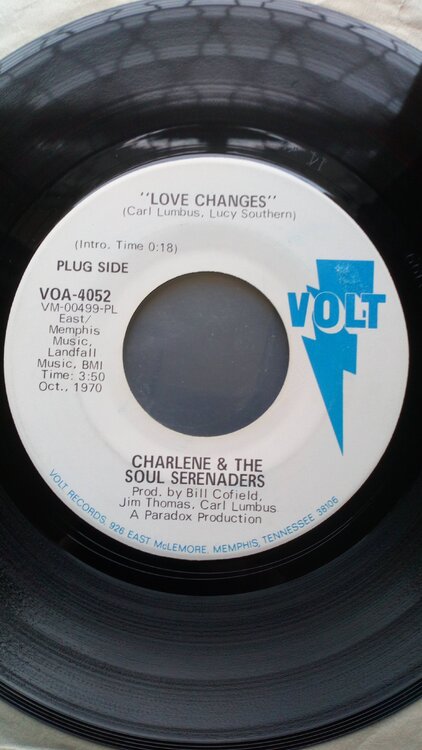 "LOVE CHANGES"
(Carl Lumbus, Lucy Southern)
(Intro. Time 0:18)
PLUG SIDE
VOA-4052
VM-00499-PL
East/
Memphis
Music,
Landfall
Music, BMI
Time: 3:50
Oct., 1970
VOLT
CHARLENE & THE
SOUL SERENADERS
Prod. by Bill Cofield,
Jim Thomas, Carl Lumbus
A Paradox Production
VOLT RECORDS, 926 EAST McLEMORE, MEMPHIS, TENNESSEE 38106